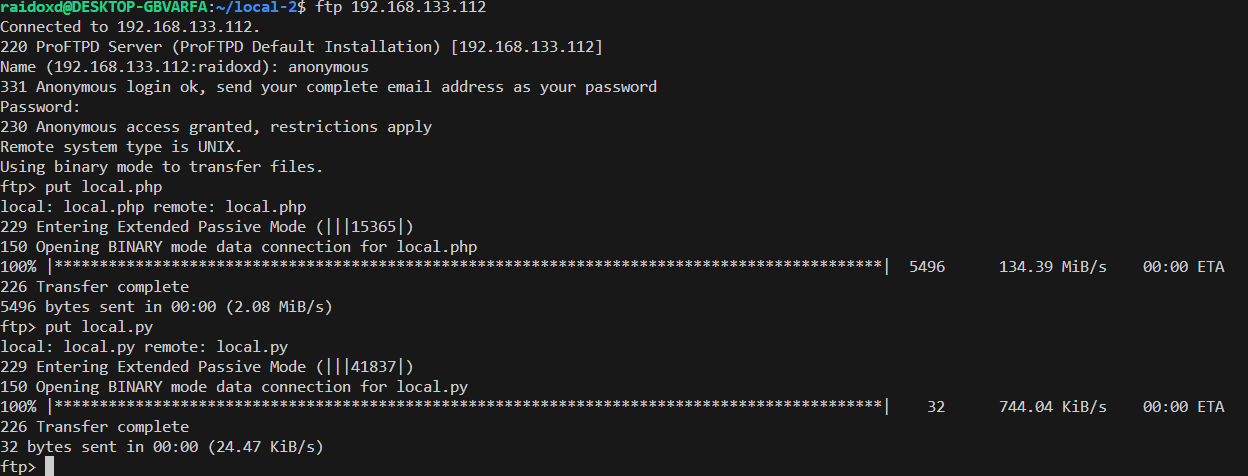 raidoxd@DESKTOP-GBVARFA:~/local-2$ ftp 192.168.133.112
Connected to 192.168.133.112.
220 ProFTPD Server (ProFTPD Default Installation) [192.168.133.112]
Name (192.168.133.112:raidoxd): anonymous
331 Anonymous login ok, send your complete email address as your password
Password:
230 Anonymous access granted, restrictions apply
Remote system type is UNIX.
Using binary mode to transfer files.
ftp> put local.php
local: local.php remote: local.php
229 Entering Extended Passive Mode (|||15365|)
150 Opening BINARY mode data connection for local.php
100% |********************************************************************************************| 5496 134.39 MiB/s 00:00 ETA
226 Transfer complete
5496 bytes sent in 00:00 (2.08 MiB/s)
ftp> put local.py
local: local.py remote: local.py
229 Entering Extended Passive Mode (|||41837|)
150 Opening BINARY mode data connection for local.py
100% |********************************************************************************************| 32 744.04 KiB/s 00:00 ETA
226 Transfer complete
32 bytes sent in 00:00 (24.47 KiB/s)
ftp>